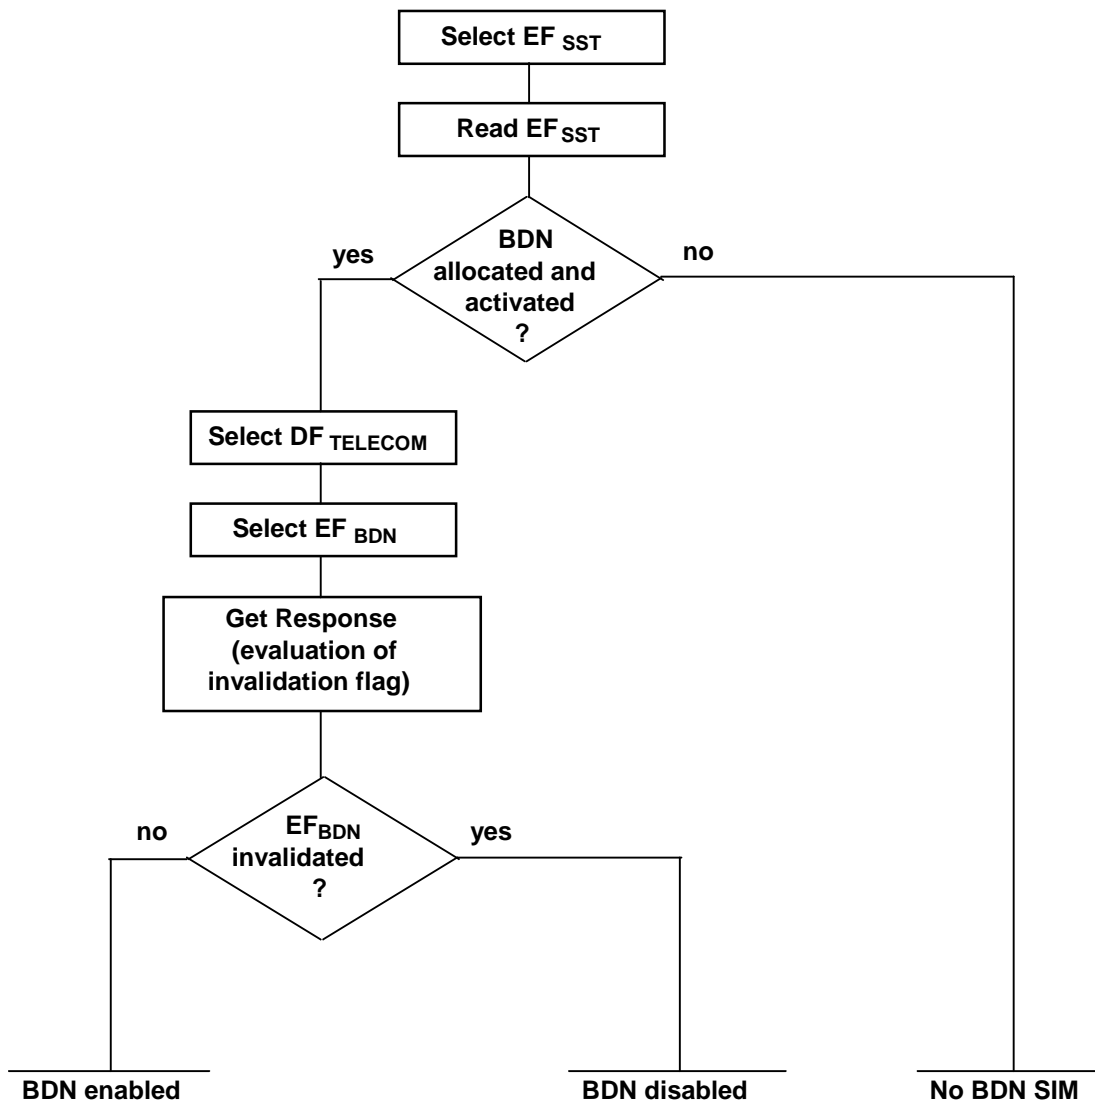 Select EF SST
Read EF SST
BDN
allocated and
activated
?
yes
no
Select DF TELECOM
Select EF BDN
Get Response
(evaluation of
invalidation flag)
EFBDN
invalidated
?
no
yes
BDN enabled
BDN disabled
No BDN SIM